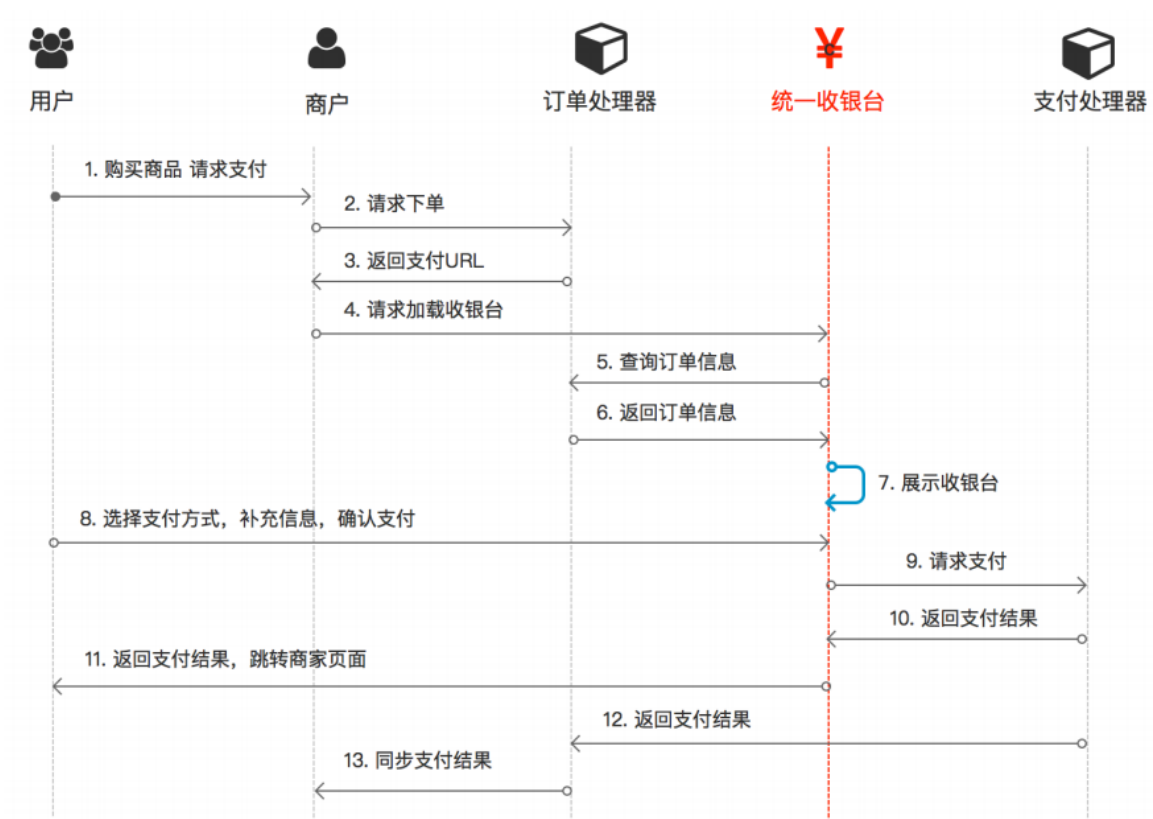 ¥
C
用户
商户
订单处理器
统一收银台
支付处理器
1. 购买商品 请求支付
2. 请求下单
3. 返回支付URL
4. 请求加载收银台
5. 查询订单信息
6. 返回订单信息
7. 展示收银台
8. 选择支付方式，补充信息，确认支付
9. 请求支付
10. 返回支付结果
11. 返回支付结果，跳转商家页面
12. 返回支付结果
13. 同步支付结果